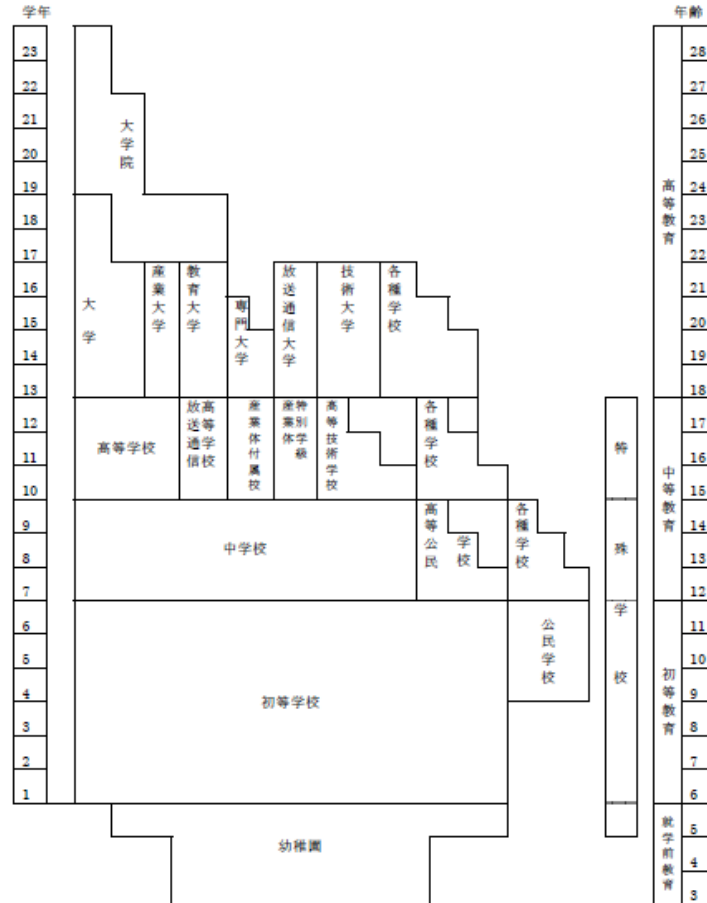 学年
年齢
23
22
21
20
19
18
17
16
15
14
13
12
11
10
9
8
7
6
5
4
3
2
1
大学院
大学
産業大学
教育大学
専門大学
放送通信大学
技術大学
各種学校
高等学校
放送通信
高等学校
産業体付属校
産業体
特別学級
高等技術学校
各種学校
中学校
高等公民
学校
各種学校
初等学校
公民学校
幼稚園
特殊学校
高等教育
中等教育
初等教育
就学前教育
28
27
26
25
24
23
22
21
20
19
18
17
16
15
14
13
12
11
10
9
8
7
6
5
4
3